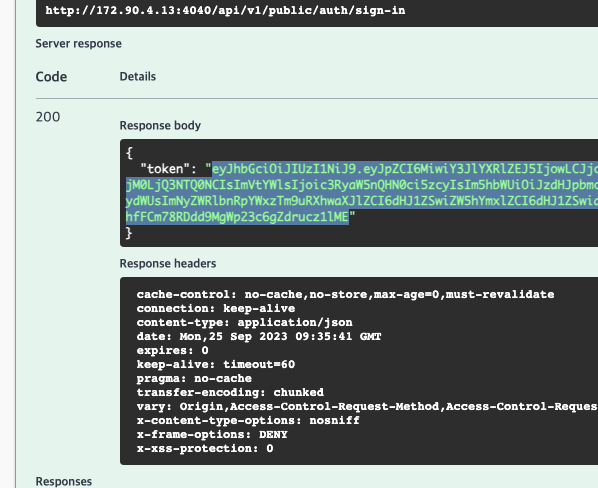 http://172.90.4.13:4040/api/v1/public/auth/sign-in
Server response
Code Details
200
Response body
{
"token": "eyJhbGciOiJIUzI1NiJ9.eyJpZCI6MiwiY3JlYXRlZEJ5IjowLCJjc
jM0LjQ3NTQ0NCIsImVtYWlsIjoic3RyaW5nQHN0ci5zcyIsIm5hbWUiOiJzdHJpbmc
ydWUsImNyZWRlbnRpYWxzTm9uRXhwaXJlZCI6dHJ1ZSwiZW5hYmxlZCI6dHJ1ZSwic
hfFCm78RDdd9MgWp23c6gZdrucz1lME"
}
Response headers
cache-control: no-cache,no-store,max-age=0,must-revalidate
connection: keep-alive
content-type: application/json
date: Mon,25 Sep 2023 09:35:41 GMT
expires: 0
keep-alive: timeout=60
pragma: no-cache
transfer-encoding: chunked
vary: Origin,Access-Control-Request-Method,Access-Control-Reques
x-content-type-options: nosniff
x-frame-options: DENY
x-xss-protection: 0
Responses